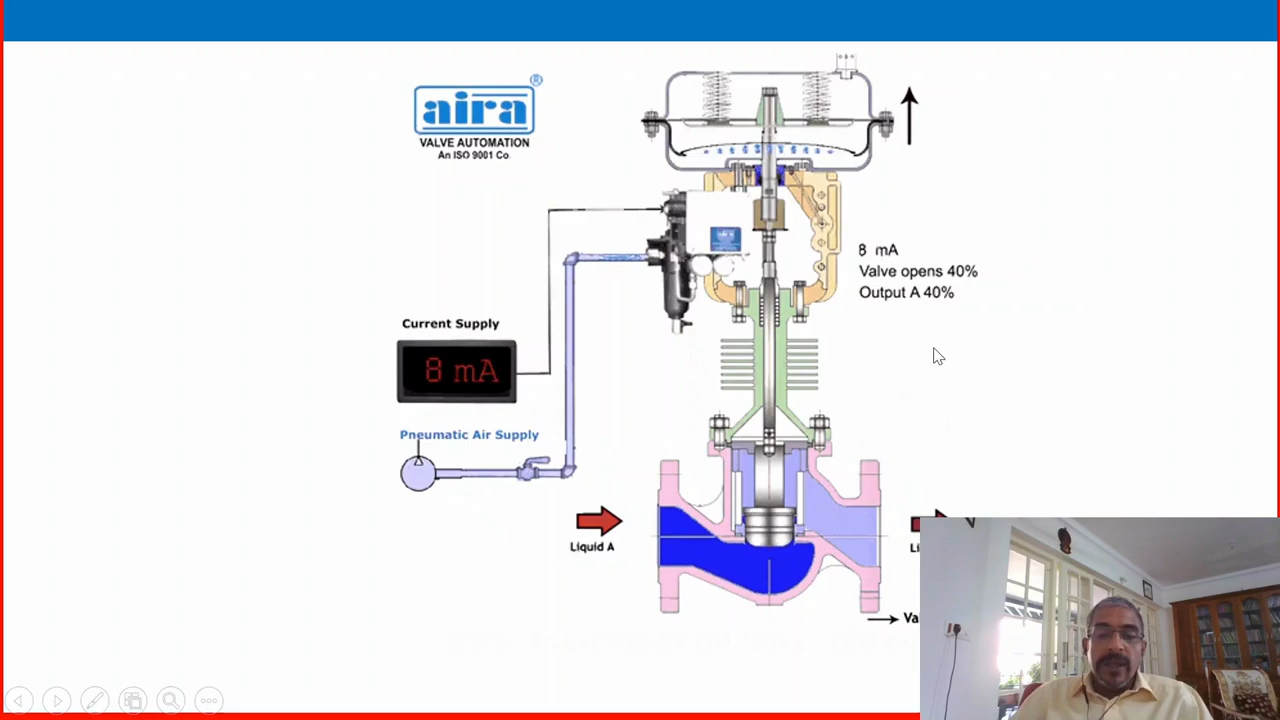 ®
aira
VALVE AUTOMATION
An ISO 9001 Co
8 mA
Valve opens 40%
Output A 40%
Current Supply
8 mA
Pneumatic Air Supply
Liquid A